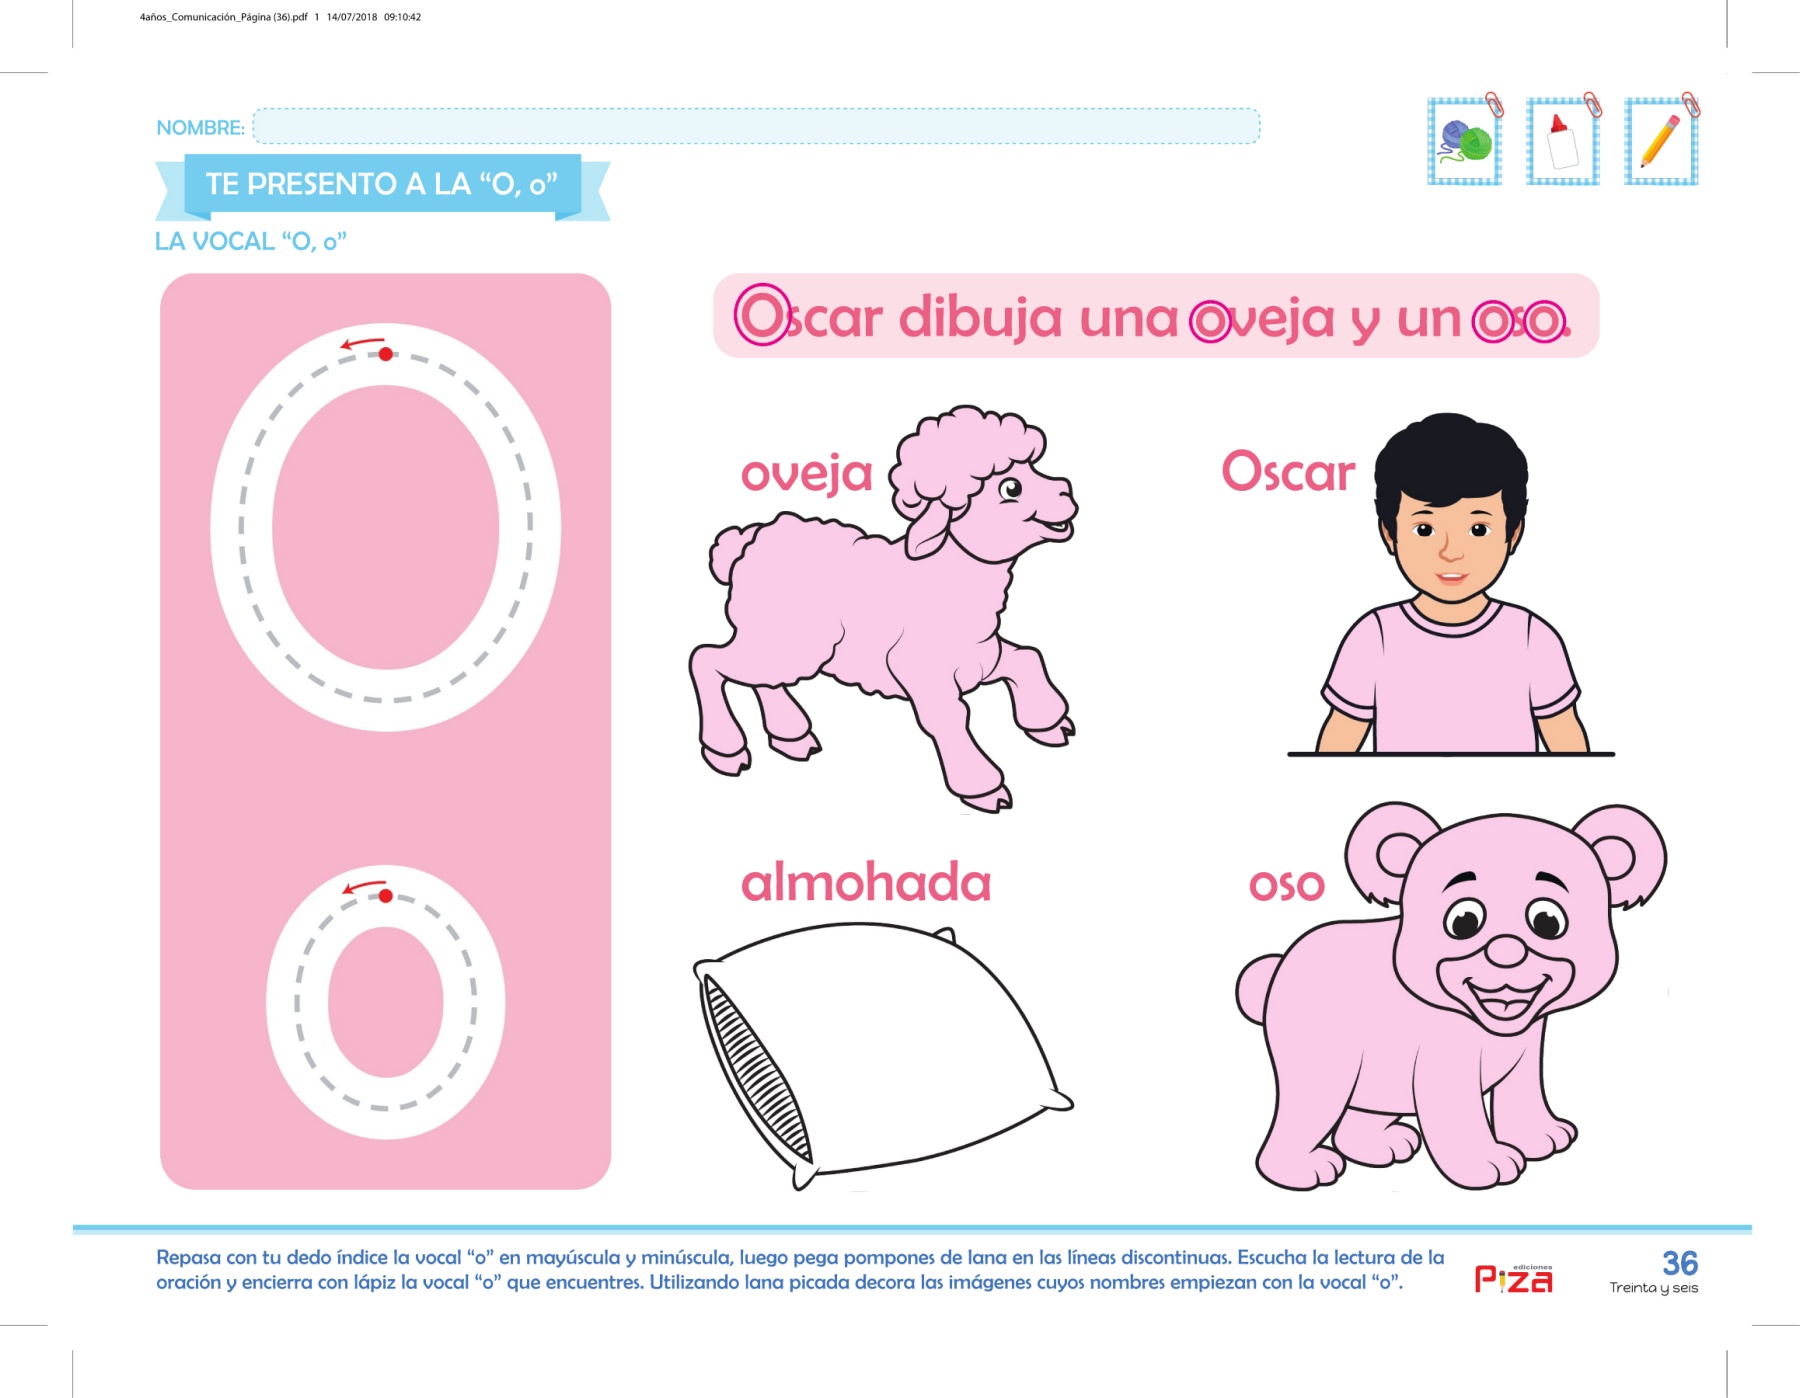 4años_Comunicación_Página (36).pdf 1 14/07/2018 09:10:42
NOMBRE:
TE PRESENTO A LA “O, o”
LA VOCAL “O, o”
Oscar dibuja una oveja y un oso.
oveja
Oscar
almohada
oso
Repasa con tu dedo índice la vocal “o” en mayúscula y minúscula, luego pega pompones de lana en las líneas discontinuas. Escucha la lectura de la
oración y encierra con lápiz la vocal “o” que encuentres. Utilizando lana picada decora las imágenes cuyos nombres empiezan con la vocal “o”.
ediciones
Piza
36
Treinta y seis